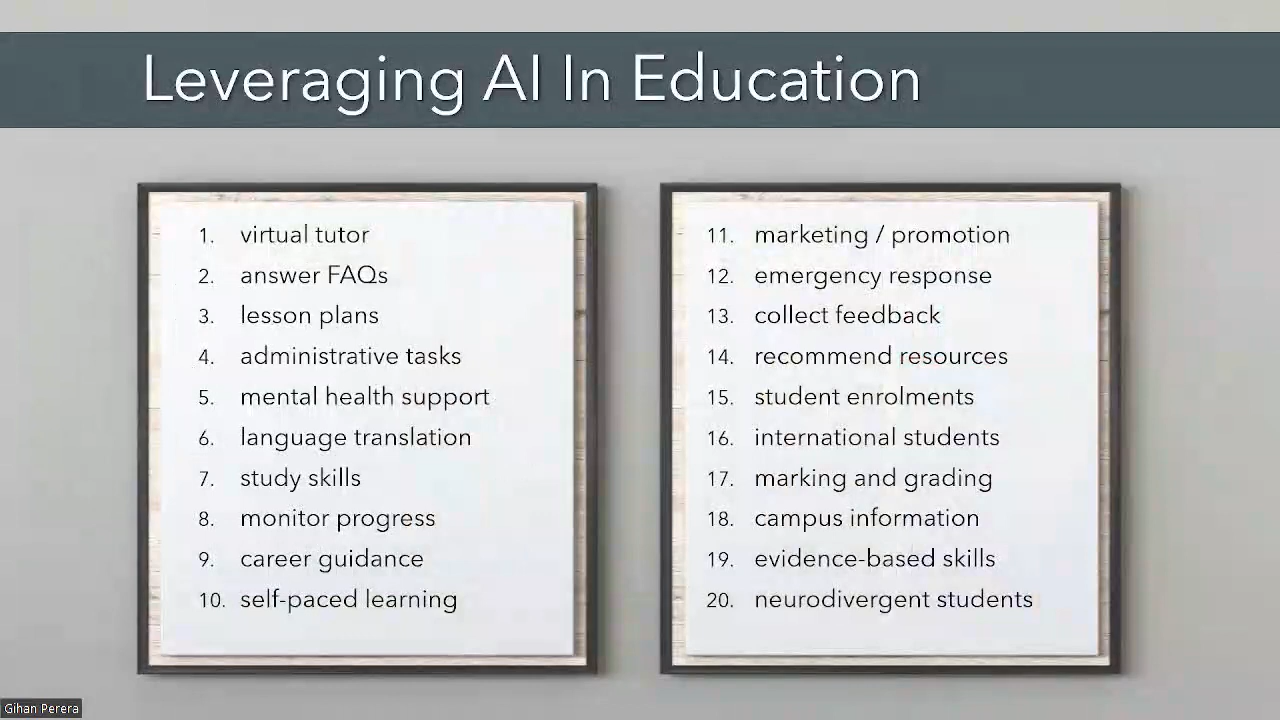 Leveraging AI In Education
1. virtual tutor
2. answer FAQs
3. lesson plans
4. administrative tasks
5. mental health support
6. language translation
7. study skills
8. monitor progress
9. career guidance
10. self-paced learning
11. marketing / promotion
12. emergency response
13. collect feedback
14. recommend resources
15. student enrolments
16. international students
17. marking and grading
18. campus information
19. evidence-based skills
20. neurodivergent students
Gihan Perera